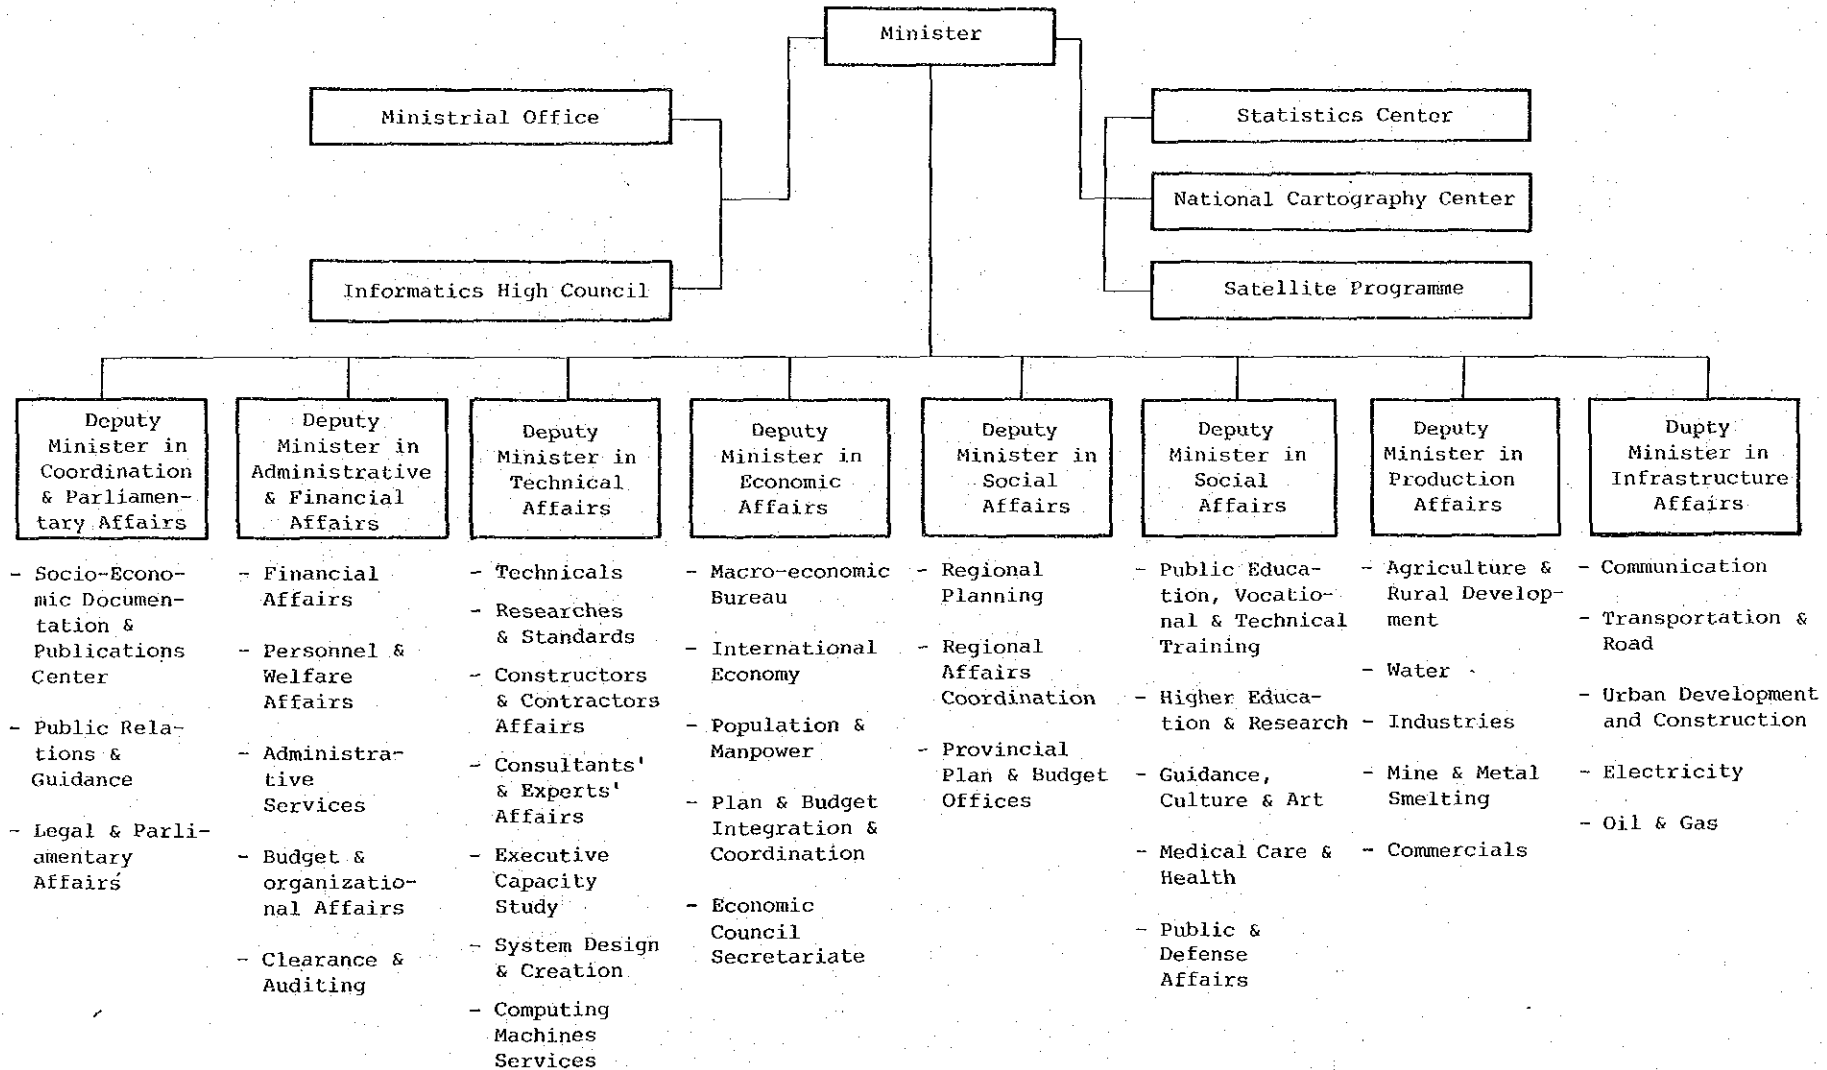 Minister
Ministrial Office
Informatics High Council
Statistics Center
National Cartography Center
Satellite Programme
Deputy
Minister in
Coordination
& Parliamen-
tary Affairs
- Socio-Econo-
mic Documen-
tation &
Publications
Center
- Public Rela-
tions &
Guidance
- Legal & Parli-
amentary
Affairs
Deputy
Minister in
Administrative
& Financial
Affairs
- Financial
Affairs
- Personnel &
Welfare
Affairs
- Administra-
tive
Services
- Budget &
organizatio-
nal Affairs
- Clearance &
Auditing
Deputy
Minister in
Technical
Affairs
- Technicals
- Researches
& Standards
- Constructors
& Contractors
Affairs
- Consultants'
& Experts'
Affairs
- Executive
Capacity
Study
- System Design
& Creation
- Computing
Machines
Services
Deputy
Minister in
Economic
Affairs
- Macro-economic
Bureau
- International
Economy
- Population &
Manpower
- Plan & Budget
Integration &
Coordination
- Economic
Council
Secretariate
Deputy
Minister in
Social
Affairs
- Regional
Planning
- Regional
Affairs
Coordination
- Provincial
Plan & Budget
Offices
Deputy
Minister in
Social
Affairs
- Public Educa-
tion, Vocatio-
nal & Technical
Training
- Higher Educa-
tion & Research
- Guidance,
Culture & Art
- Medical Care &
Health
- Public &
Defense
Affairs
Deputy
Minister in
Production
Affairs
- Agriculture &
Rural Develop-
ment
- Water
- Industries
- Mine & Metal
Smelting
- Commercials
Dupty
Minister in
Infrastructure
Affairs
- Communication
- Transportation &
Road
- Urban Development
and Construction
- Electricity
- Oil & Gas